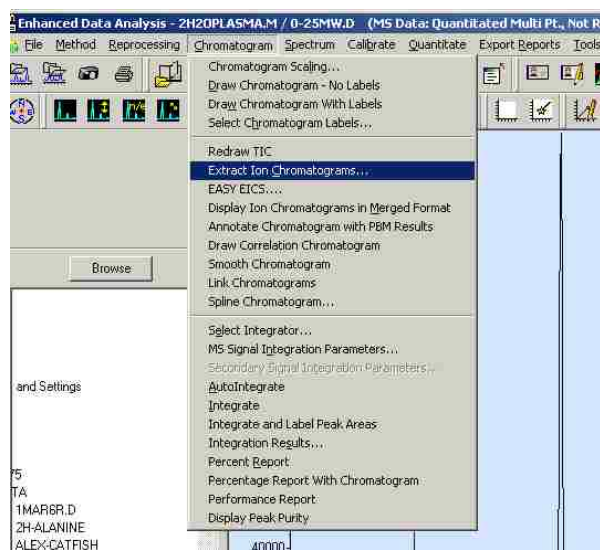 Enhanced Data Analysis - 2H2OPLASMA.M / 0-25MW.D (MS Data: Quantitated Multi Pt., Not R
File Method Reprocessing Chromatogram Spectrum Calibrate Quantitate Export Reports Tools
Chromatogram Scaling...
Draw Chromatogram - No Labels
Draw Chromatogram With Labels
Select Chromatogram Labels...
Redraw TIC
Extract Ion Chromatograms...
EASY EICS....
Display Ion Chromatograms in Merged Format
Annotate Chromatogram with PBM Results
Draw Correlation Chromatogram
Smooth Chromatogram
Link Chromatograms
Spline Chromatogram...
Select Integrator...
MS Signal Integration Parameters...
Secondary Signal Integration Parameters...
AutoIntegrate
Integrate
Integrate and Label Peak Areas
Integration Results...
Percent Report
Percentage Report With Chromatogram
Performance Report
Display Peak Purity
Browse
and Settings
75
TA
1MAR6R.D
2H-ALANINE
ALEX-CATFISH
40000